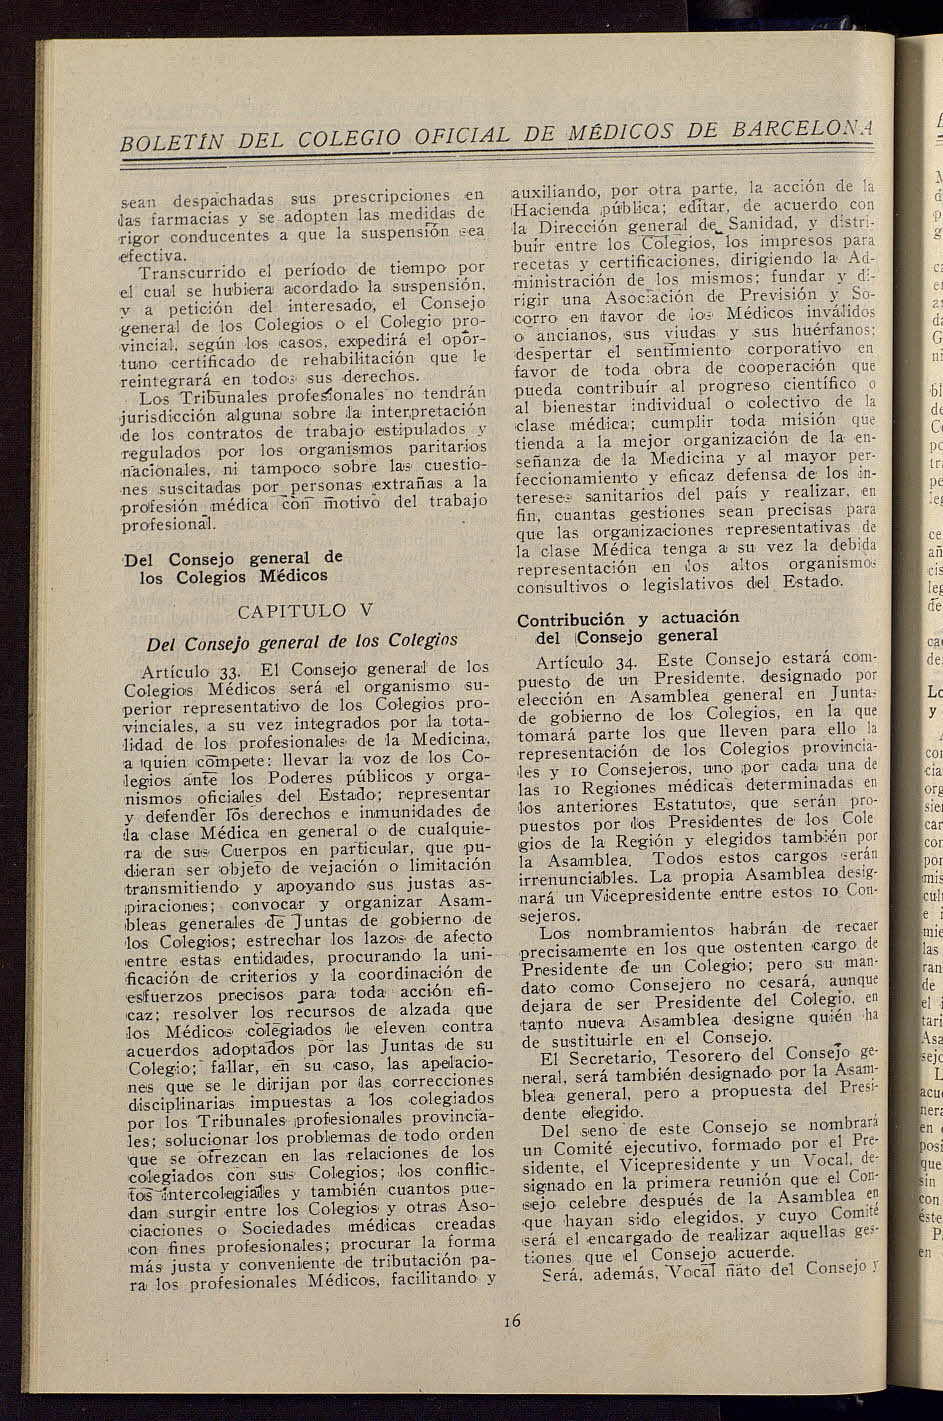 BOLETÍN DEL COLEGIO OFICIAL DE MÉDICOS DE BARCELONA
sean despachadas sus prescripciones en
las farmacias y se adopten las medidas de
rigor conducentes a que la suspensión sea
efectiva.
Transcurrido el período de tiempo por
el cual se hubiera acordado la suspensión,
y a petición del interesado, el Consejo
general de los Colegios o el Colegio pro-
vincial, según los casos, expedirá el opor-
tuno certificado de rehabilitación que le
reintegrará en todos sus derechos.
Los Tribunales profesionales no tendrán
jurisdicción alguna sobre la interpretación
de los contratos de trabajo estipulados y
regulados por los organismos paritarios
nacionales, ni tampoco sobre las cuestio-
nes suscitadas por personas extrañas a la
profesión médica con motivo del trabajo
profesional.
Del Consejo general de
los Colegios Médicos
CAPITULO V
Del Consejo general de los Colegios
Artículo 33. El Consejo general de los
Colegios Médicos será el organismo su-
perior representativo de los Colegios pro-
vinciales, a su vez integrados por la tota-
lidad de los profesionales de la Medicina,
a quien compete: llevar la voz de los Co-
legios ante los Poderes públicos y orga-
nismos oficiales del Estado; representar
y defender los derechos e inmunidades de
la clase Médica en general o de cualquie-
ra de sus Cuerpos en particular, que pu-
dieran ser objeto de vejación o limitación
transmitiendo y apoyando sus justas as-
piraciones; convocar y organizar Asam-
bleas generales de Juntas de gobierno de
los Colegios; estrechar los lazos de afecto
entre estas entidades, procurando la uni-
ficación de criterios y la coordinación de
esfuerzos precisos para toda acción efi-
caz; resolver los recursos de alzada que
los Médicos colegiados le eleven contra
acuerdos adoptados por las Juntas de su
Colegio; fallar, en su caso, las apelacio-
nes que se le dirijan por las correcciones
disciplinarias impuestas a los colegiados
por los Tribunales profesionales provincia-
les; solucionar los problemas de todo orden
que se ofrezcan en las relaciones de los
colegiados con sus Colegios; los conflic-
tos intercolegiales y también cuantos pue-
dan surgir entre los Colegios y otras Aso-
ciaciones o Sociedades médicas creadas
con fines profesionales; procurar la forma
más justa y conveniente de tributación pa-
ra los profesionales Médicos, facilitando y
auxiliando, por otra parte, la acción de la
Hacienda pública; editar, de acuerdo con
la Dirección general de Sanidad, y distri-
buir entre los Colegios, los impresos para
recetas y certificaciones, dirigiendo la Ad-
ministración de los mismos; fundar y di-
rigir una Asociación de Previsión y So-
corro en favor de los Médicos inválidos
o ancianos, sus viudas y sus huérfanos;
despertar el sentimiento corporativo en
favor de toda obra de cooperación que
pueda contribuír al progreso científico o
al bienestar individual o colectivo de la
clase médica; cumplir toda misión que
tienda a la mejor organización de la en-
señanza de la Medicina y al mayor per-
feccionamiento y eficaz defensa de los in-
tereses sanitarios del país y realizar, en
fin, cuantas gestiones sean precisas para
que las organizaciones representativas de
la clase Médica tenga a su vez la debida
representación en los altos organismos
consultivos o legislativos del Estado.
Contribución y actuación
del Consejo general
Artículo 34. Este Consejo estará com-
puesto de un Presidente, designado por
elección en Asamblea general en Juntas
de gobierno de los Colegios, en la que
tomará parte los que lleven para ello la
representación de los Colegios provincia-
les y 10 Consejeros, uno por cada una de
las 10 Regiones médicas determinadas en
los anteriores Estatutos, que serán pro-
puestos por los Presidentes de los Cole
gios de la Región y elegidos también por
la Asamblea. Todos estos cargos serán
irrenunciables. La propia Asamblea desig-
nará un Vicepresidente entre estos 10 Con-
sejeros.
Los nombramientos habrán de recaer
precisamente en los que ostenten cargo de
Presidente de un Colegio; pero su man-
dato como Consejero no cesará, aunque
dejara de ser Presidente del Colegio, en
tanto nueva Asamblea designe quién ha
de sustituirle en el Consejo.
El Secretario, Tesorero del Consejo ge-
neral, será también designado por la Asam-
blea general, pero a propuesta del Presi-
dente elegido.
Del seno de este Consejo se nombrará
un Comité ejecutivo, formado por el Pre-
sidente, el Vicepresidente y un Vocal, de-
signado en la primera reunión que el Con-
sejo celebre después de la Asamblea en
que hayan sido elegidos, y cuyo Comité
será el encargado de realizar aquellas ges-
tiones que el Consejo acuerde.
Será, además, Vocal nato del Consejo y
16